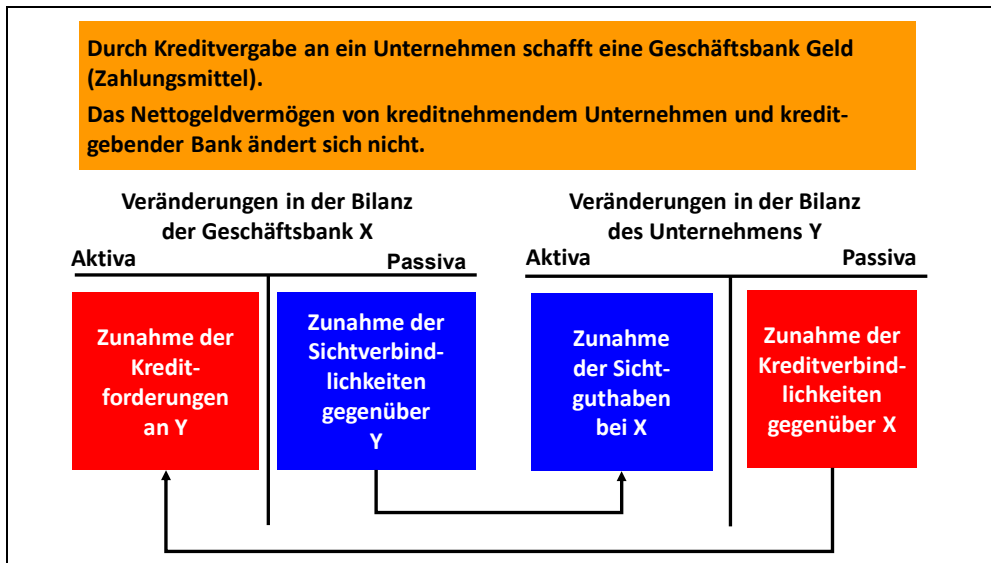 Durch Kreditvergabe an ein Unternehmen schafft eine Geschäftsbank Geld
(Zahlungsmittel).
Das Nettogeldvermögen von kreditnehmendem Unternehmen und kredit-
gebender Bank ändert sich nicht.
Veränderungen in der Bilanz
der Geschäftsbank X
Aktiva
Passiva
Zunahme der
Kredit-
forderungen
an Y
Zunahme der
Sichtverbind-
lichkeiten
gegenüber
Y
Veränderungen in der Bilanz
des Unternehmens Y
Aktiva
Passiva
Zunahme
der Sicht-
guthaben
bei X
Zunahme der
Kreditverbind-
lichkeiten
gegenüber X